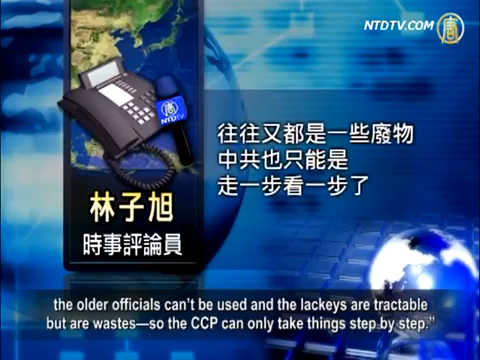 NTDTV.COM
往往又都是一些廢物
中共也只能是
走一步看一步了
NTDTV
林子旭
時事評論員
the older officials can't be used and the lackeys are tractable
but are wastes—so the CCP can only take things step by step."